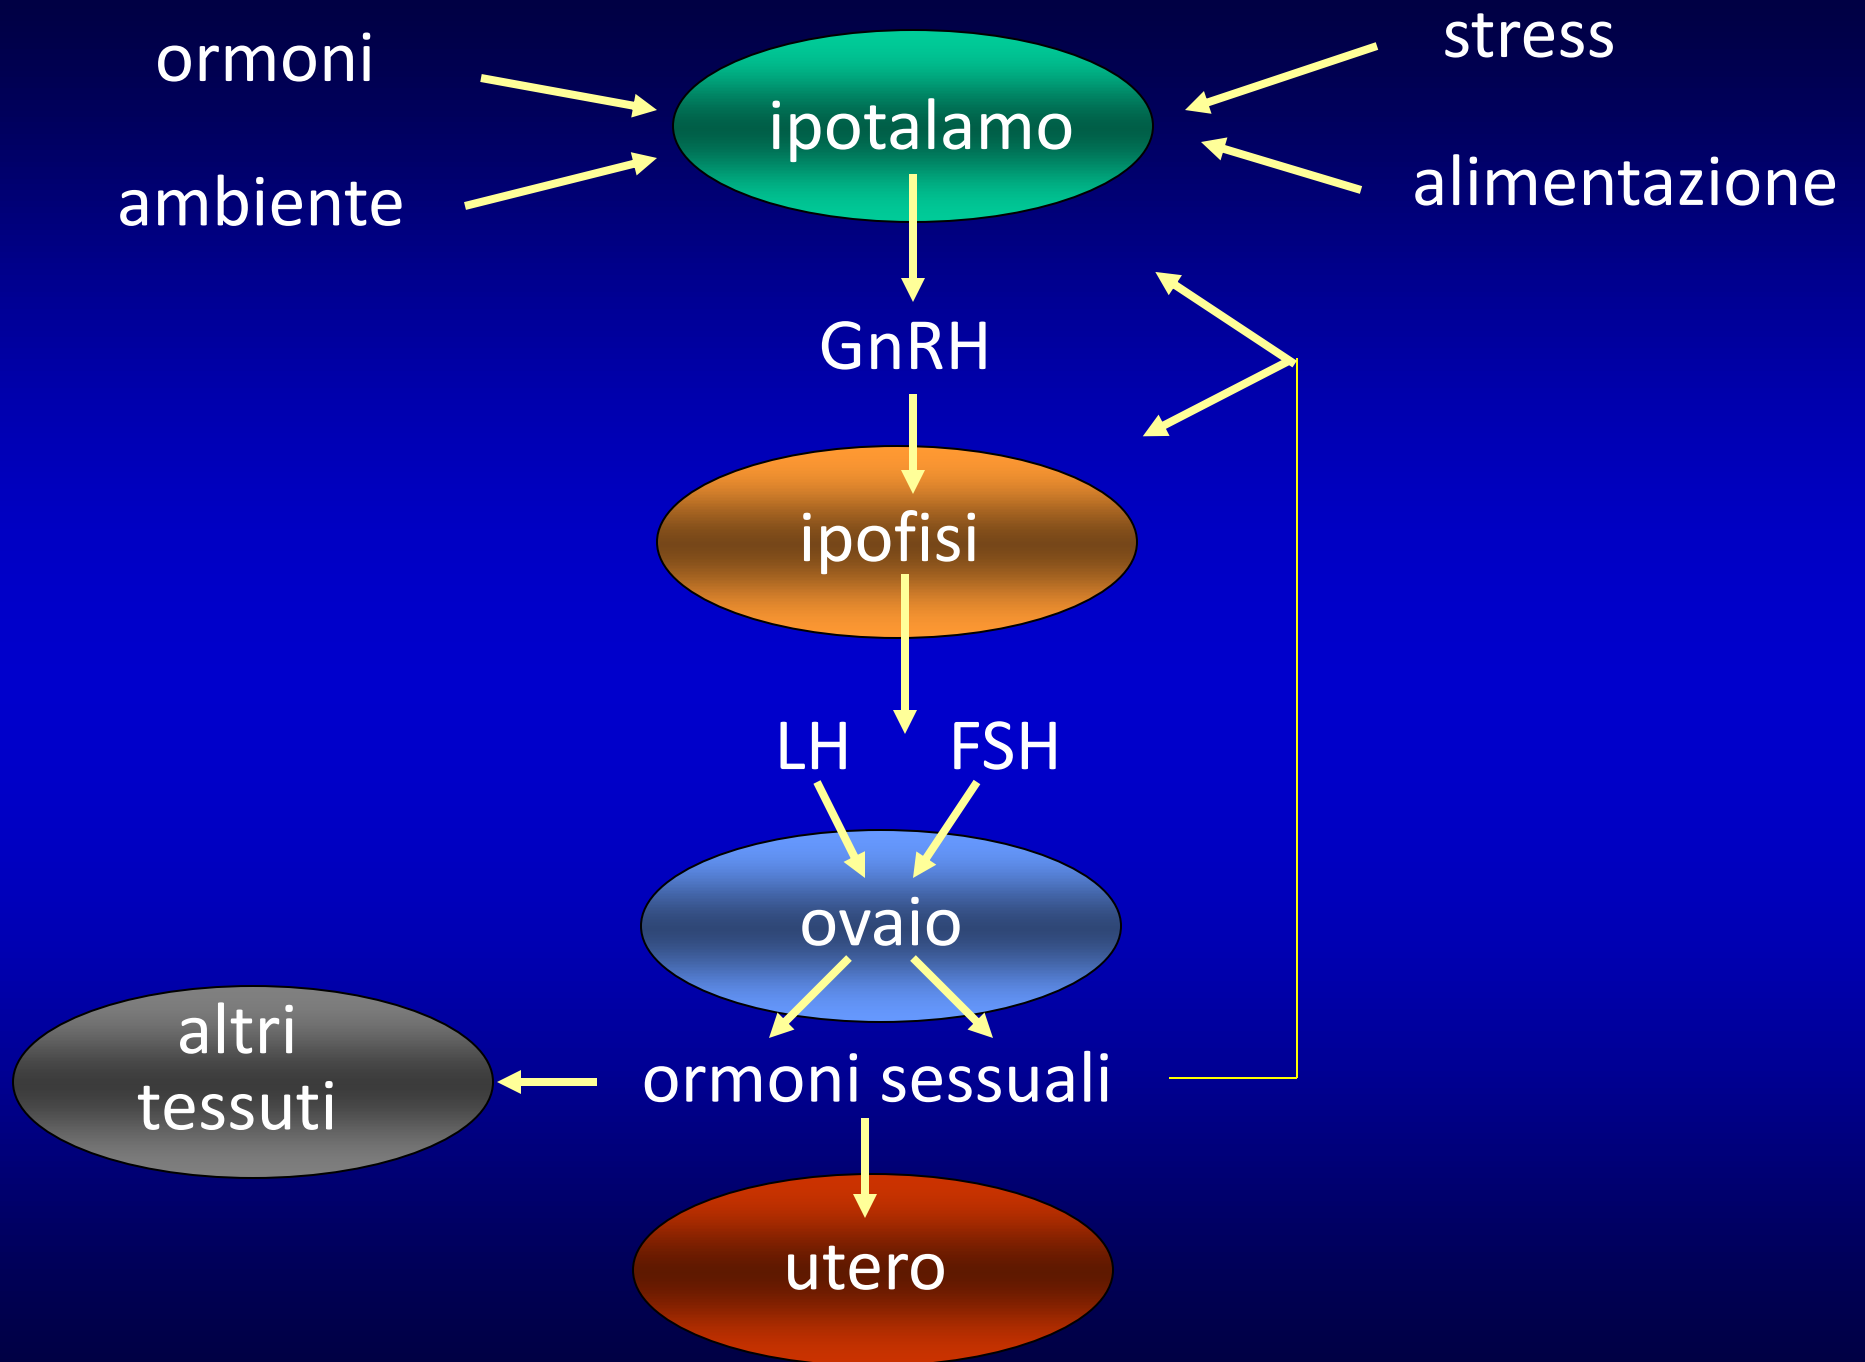 ormoni
stress
ipotalamo
ambiente
alimentazione
GnRH
ipofisi
LH FSH
ovaio
altri
tessuti
ormoni sessuali
utero